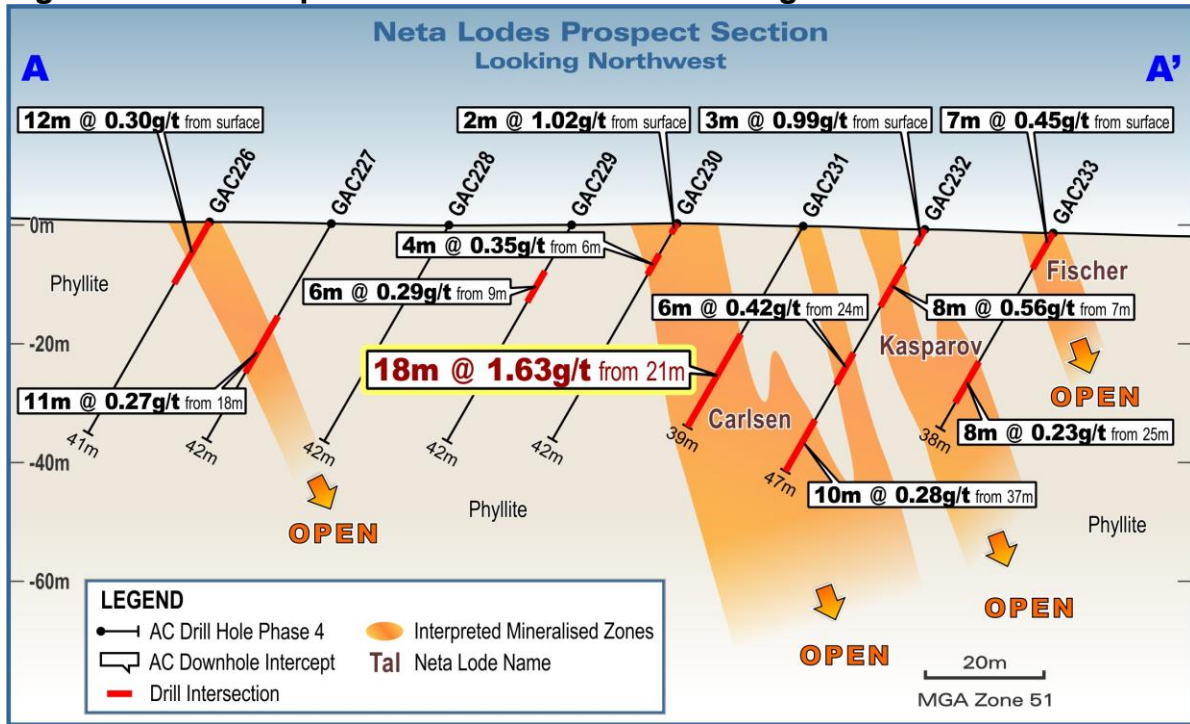 Neta Lodes Prospect Section
Looking Northwest
A
A'
12m @ 0.30g/t from surface
2m @ 1.02g/t from surface
3m @ 0.99g/t from surface
7m @ 0.45g/t from surface
GAC226
GAC227
GAC228
GAC229
GAC230
GAC231
GAC232
GAC233
0m
4m @ 0.35g/t from 6m
Fischer
Phyllite
6m @ 0.29g/t from 9m
6m @ 0.42g/t from 24m
8m @ 0.56g/t from 7m
-20m
Kasparov
18m @ 1.63g/t from 21m
OPEN
11m @ 0.27g/t from 18m
Carlsen
8m @ 0.23g/t from 25m
41m
42m
42m
42m
42m
39m
47m
38m
-40m
10m @ 0.28g/t from 37m
Phyllite
Phyllite
OPEN
-60m
LEGEND
AC Drill Hole Phase 4
AC Downhole Intercept
Drill Intersection
Interpreted Mineralised Zones
Tal Neta Lode Name
OPEN
OPEN
20m
MGA Zone 51